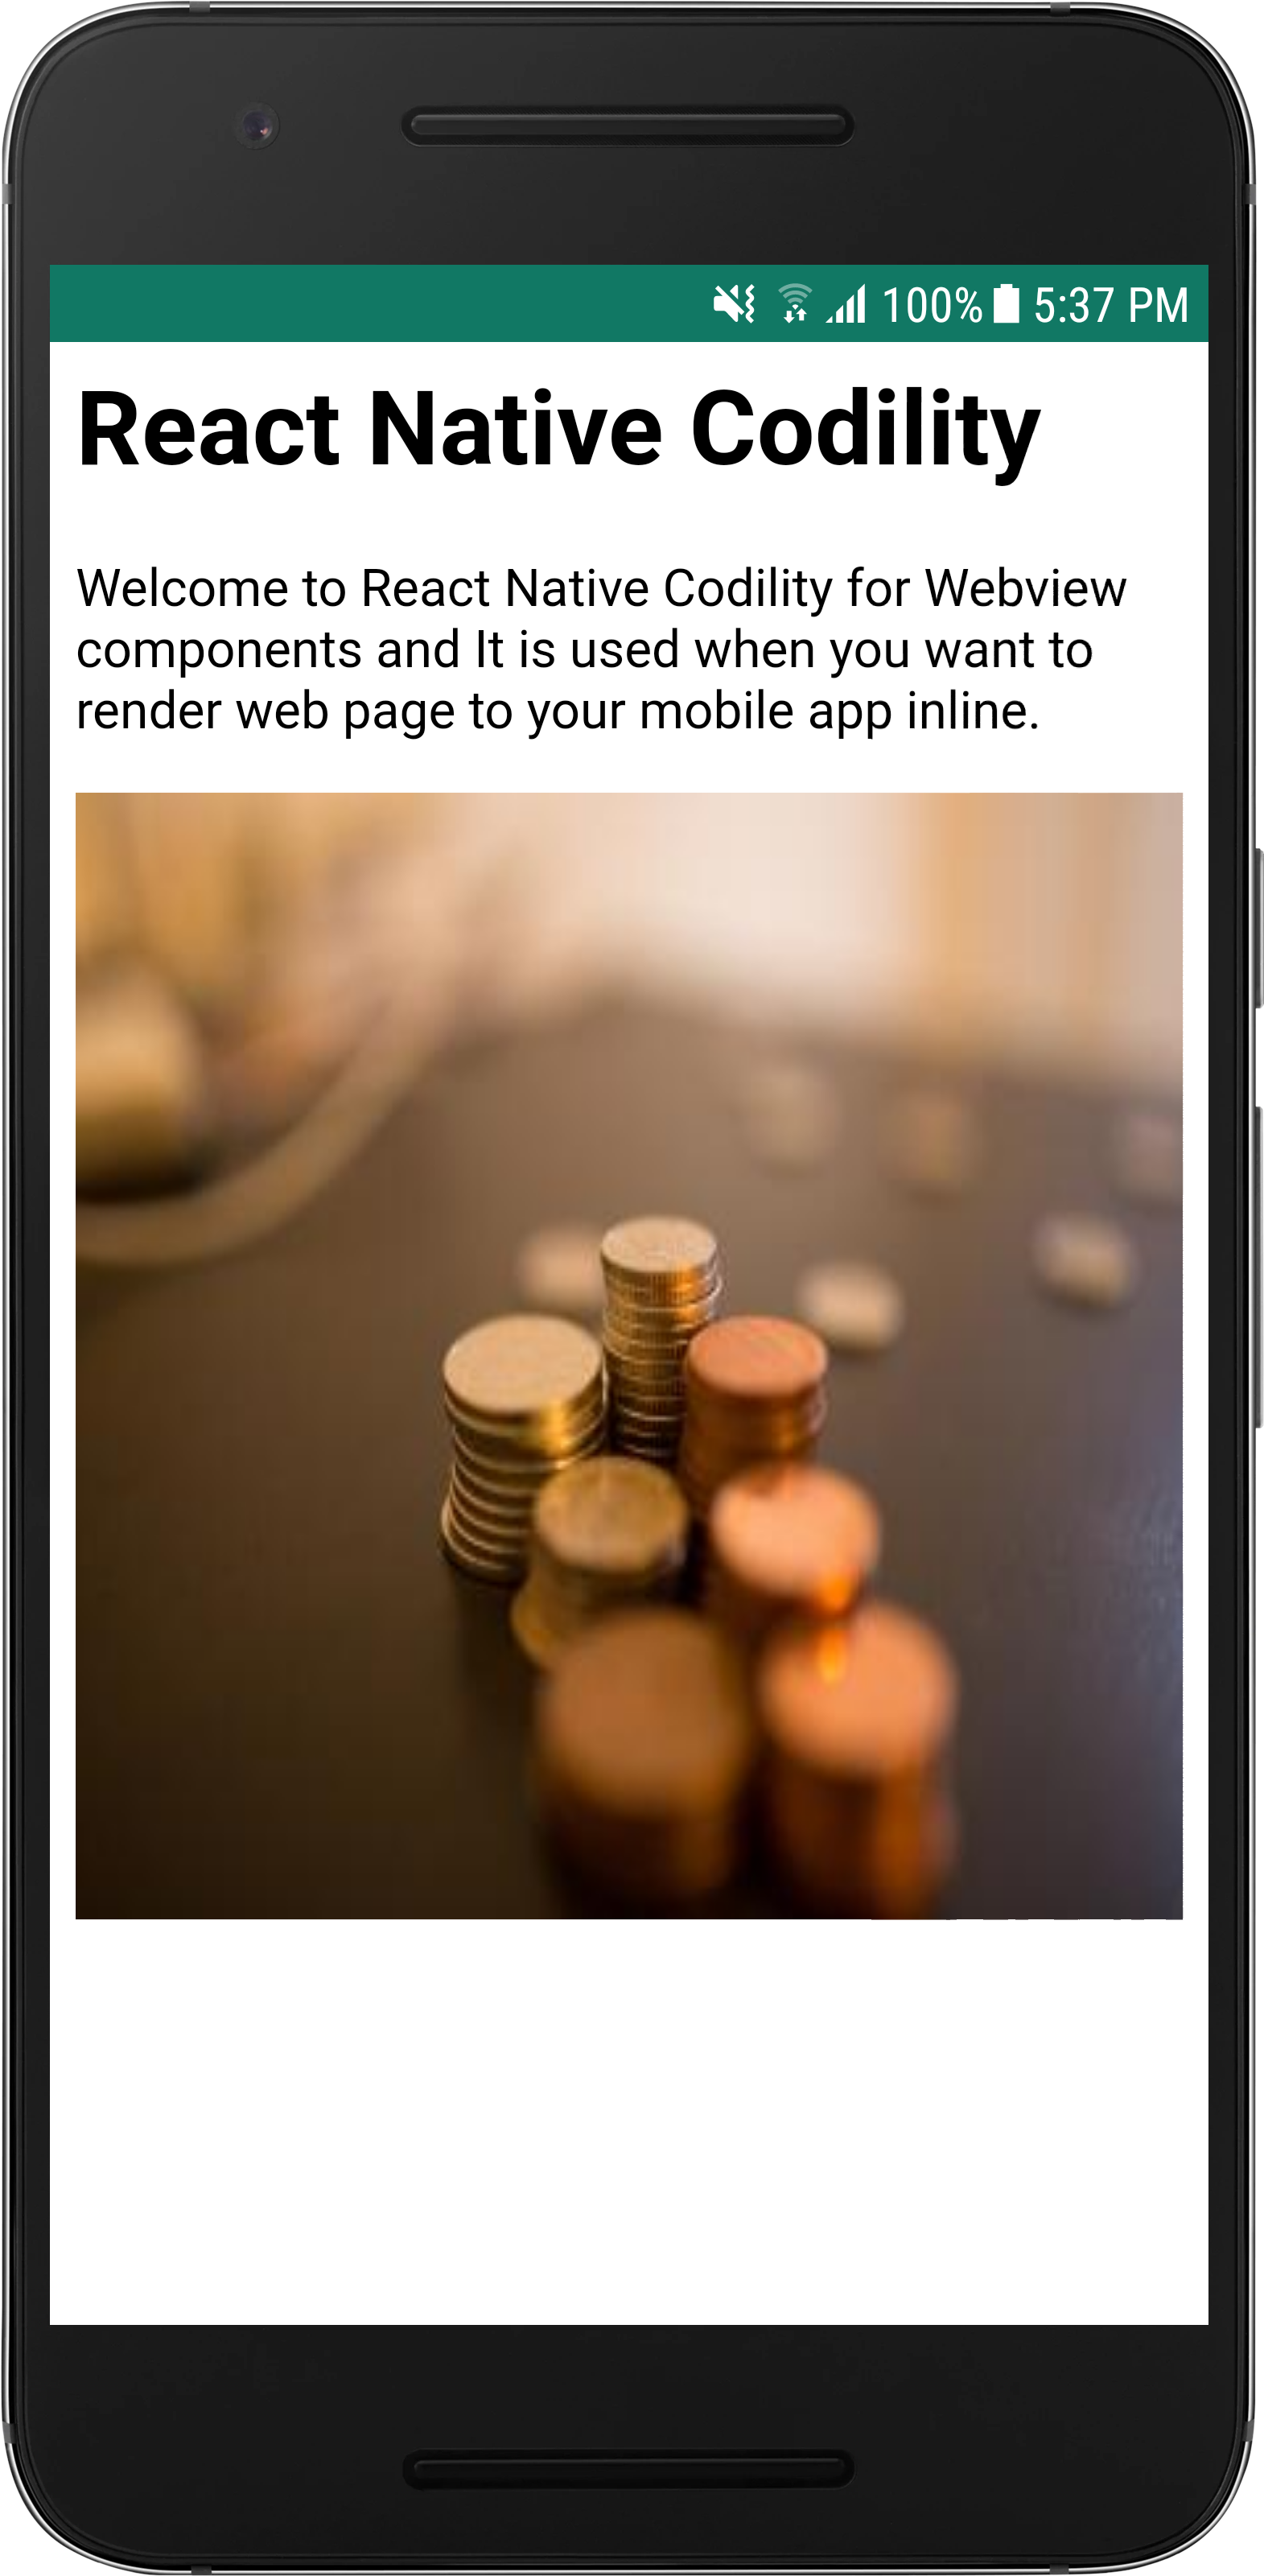 100% 5:37 PM
React Native Codility
Welcome to React Native Codility for Webview
components and It is used when you want to
render web page to your mobile app inline.